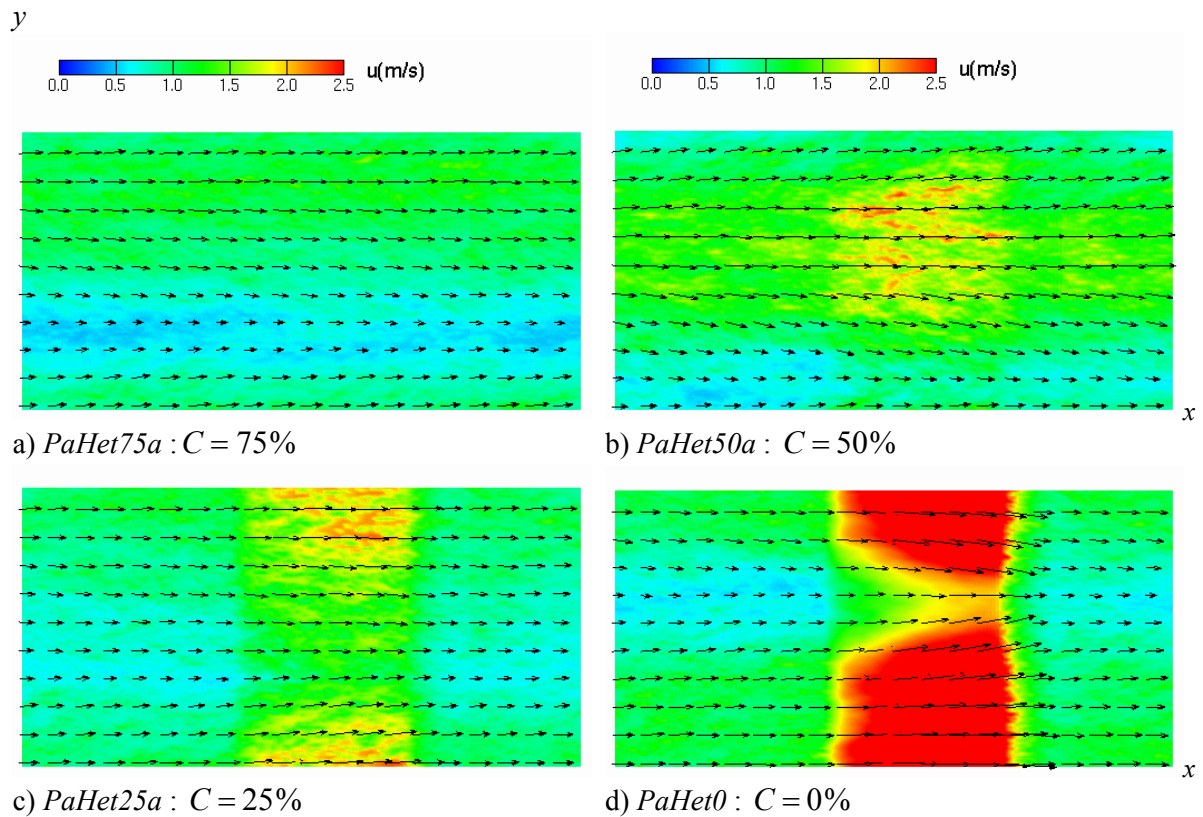 y
u(m/s)
0.0 0.5 1.0 1.5 2.0 2.5
u(m/s)
0.0 0.5 1.0 1.5 2.0 2.5
x
a) PaHet75a : C = 75%
b) PaHet50a : C = 50%
x
c) PaHet25a : C = 25%
d) PaHet0 : C = 0%